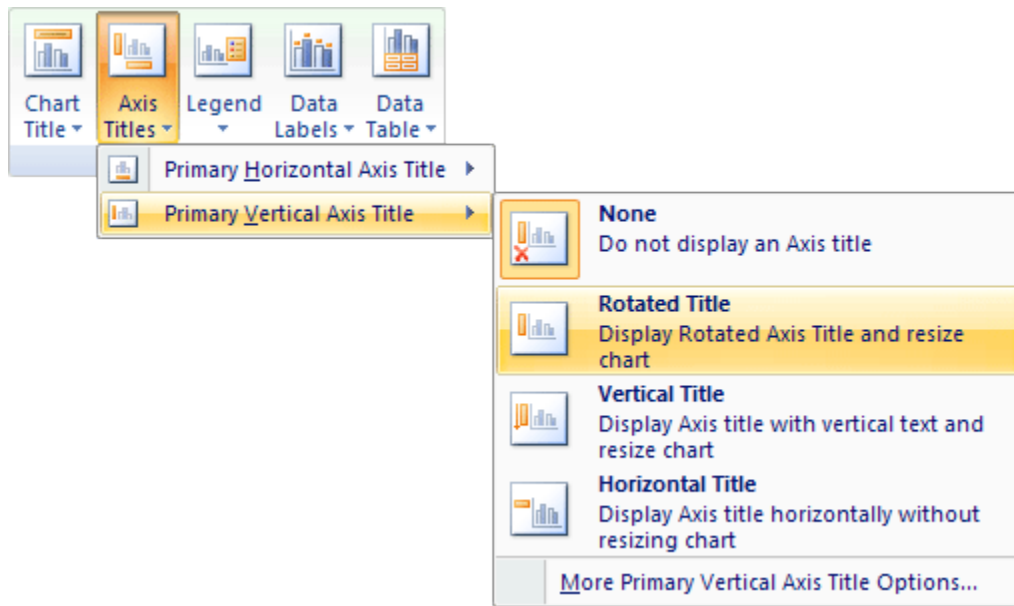 Chart Title
Axis Titles
Legend
Data Labels
Data Table
Primary Horizontal Axis Title
Primary Vertical Axis Title
None
Do not display an Axis title
Rotated Title
Display Rotated Axis Title and resize
chart
Vertical Title
Display Axis title with vertical text and
resize chart
Horizontal Title
Display Axis title horizontally without
resizing chart
More Primary Vertical Axis Title Options...